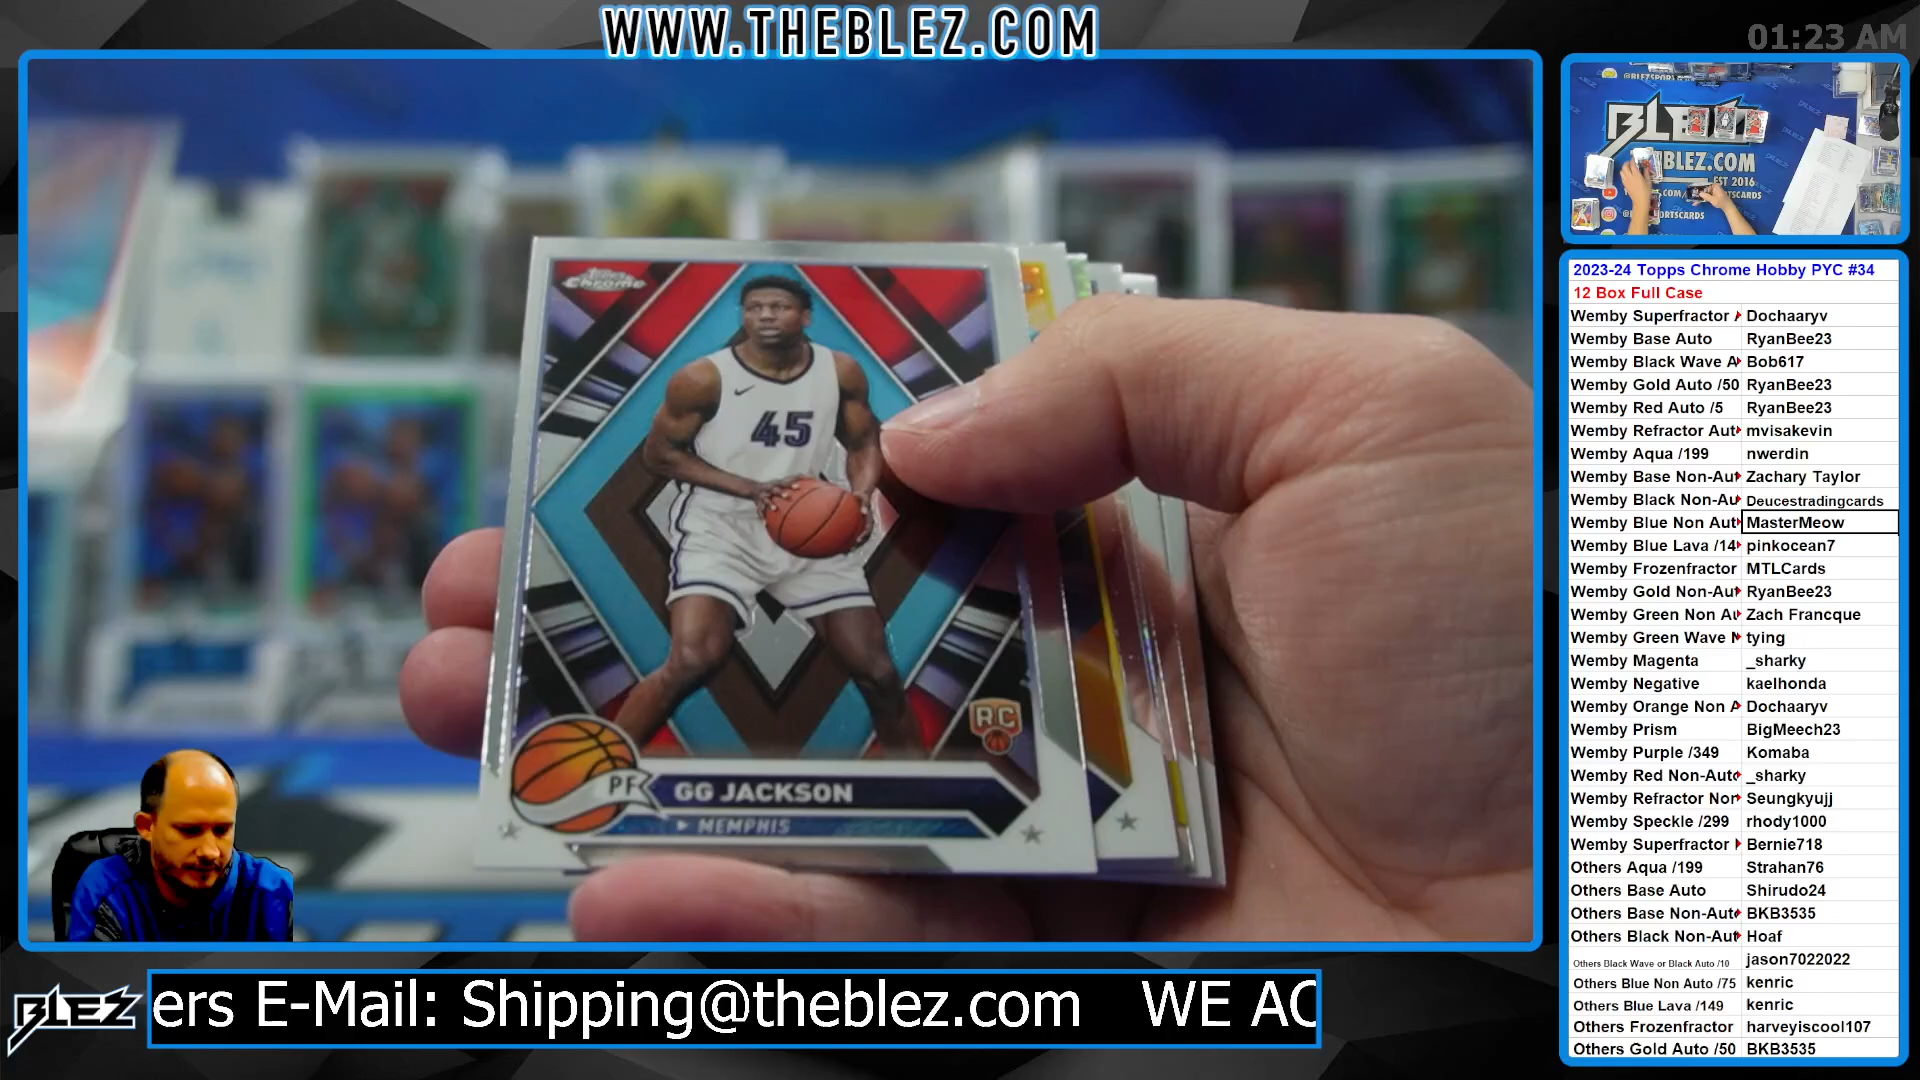 WWW.THEBLEZ.COM
01:23 AM
BLEZ.COM
EST 2016
Topps Chrome
45
RC
PF
GG JACKSON
MEMPHIS
2023-24 Topps Chrome Hobby PYC #34
12 Box Full Case
Wemby Superfractor Dochaaryv
Wemby Base Auto RyanBee23
Wemby Black Wave A Bob617
Wemby Gold Auto /50 RyanBee23
Wemby Red Auto /5 RyanBee23
Wemby Refractor Aut mvisakevin
Wemby Aqua /199 nwerdin
Wemby Base Non-Aut Zachary Taylor
Wemby Black Non-Au Deucestradingcards
Wemby Blue Non Aut MasterMeow
Wemby Blue Lava /14 pinkocean7
Wemby Frozenfractor MTLCards
Wemby Gold Non-Aut RyanBee23
Wemby Green Non Au Zach Francque
Wemby Green Wave N tying
Wemby Magenta _sharky
Wemby Negative kaelhonda
Wemby Orange Non A Dochaaryv
Wemby Prism BigMeech23
Wemby Purple /349 Komaba
Wemby Red Non-Auto _sharky
Wemby Refractor Non Seungkyujj
Wemby Speckle /299 rhody1000
Wemby Superfractor Bernie718
Others Aqua /199 Strahan76
Others Base Auto Shirudo24
Others Base Non-Auto BKB3535
Others Black Non-Aut Hoaf
Others Black Wave or Black Auto /10 jason7022022
Others Blue Non Auto /75 kenric
Others Blue Lava /149 kenric
Others Frozenfractor harveyiscool107
Others Gold Auto /50 BKB3535
BLEZ
ers E-Mail: Shipping@theblez.com WE AC